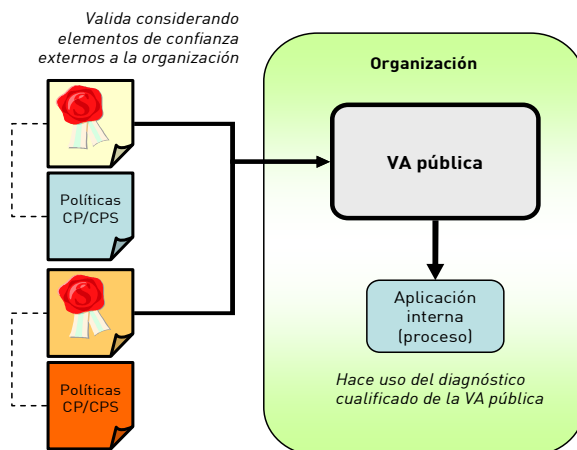 Valida considerando
elementos de confianza
externos a la organización
Organización
S
VA pública
Políticas
CP/CPS
S
Aplicación
interna
(proceso)
Políticas
CP/CPS
Hace uso del diagnóstico
cualificado de la VA pública